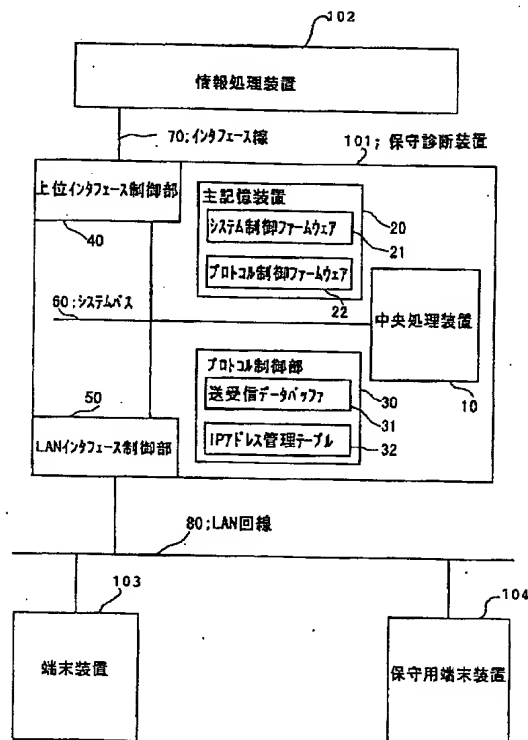 102
情報処理装置
70;インタフェース線
101; 保守診断装置
上位インタフェース制御部
40
主記憶装置
20
システム制御ファームウェア
21
プロトコル制御ファームウェア
22
60;システムバス
中央処理装置
10
プロトコル制御部
30
送受信データバッファ
31
IPアドレス管理テーブル
32
50
LANインタフェース制御部
80;LAN回線
103
端末装置
104
保守用端末装置